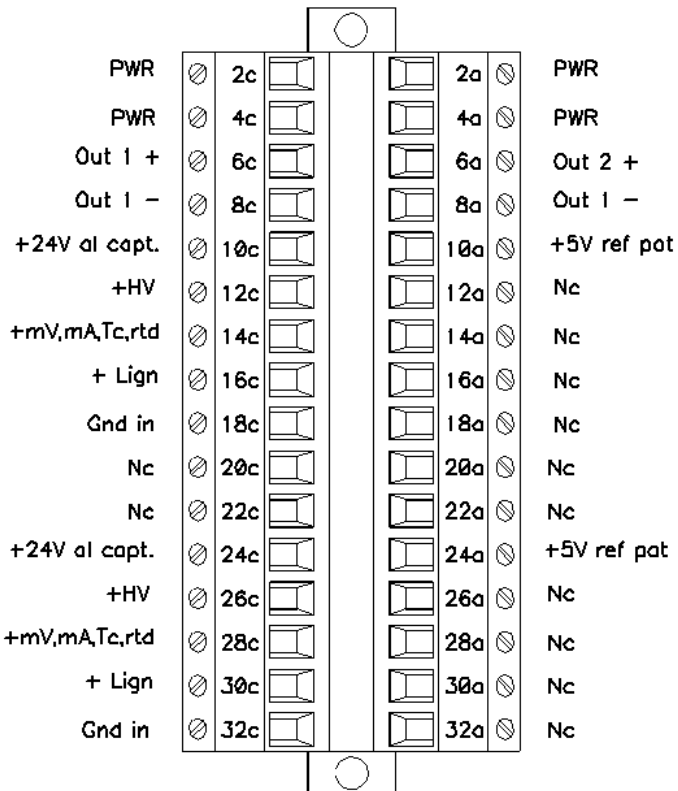 PWR 2c 2a PWR
PWR 4c 4a PWR
Out 1 + 6c 6a Out 2 +
Out 1 - 8c 8a Out 1 -
+24V al capt. 10c 10a +5V ref pot
+HV 12c 12a Nc
+mV,mA,Tc,rtd 14c 14a Nc
+ Lign 16c 16a Nc
Gnd in 18c 18a Nc
Nc 20c 20a Nc
Nc 22c 22a Nc
+24V al capt. 24c 24a +5V ref pot
+HV 26c 26a Nc
+mV,mA,Tc,rtd 28c 28a Nc
+ Lign 30c 30a Nc
Gnd in 32c 32a Nc